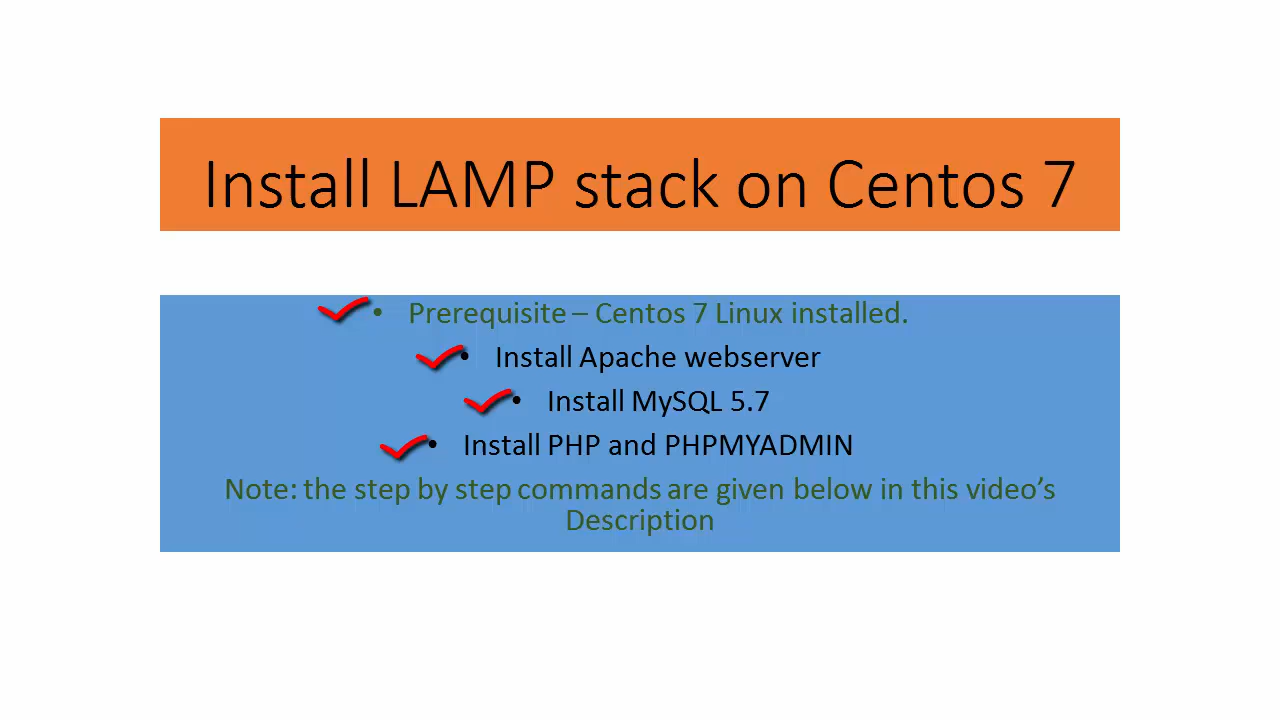 Install LAMP stack on Centos 7
• Prerequisite – Centos 7 Linux installed.
• Install Apache webserver
• Install MySQL 5.7
• Install PHP and PHPMYADMIN
Note: the step by step commands are given below in this video’s
Description